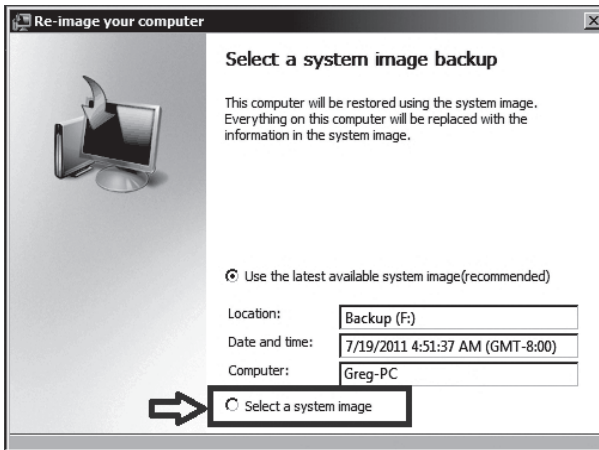 Re-image your computer
Select a system image backup
This computer will be restored using the system image.
Everything on this computer will be replaced with the
information in the system image.
Use the latest available system image(recommended)
Location: Backup (F:)
Date and time: 7/19/2011 4:51:37 AM (GMT-8:00)
Computer: Greg-PC
Select a system image